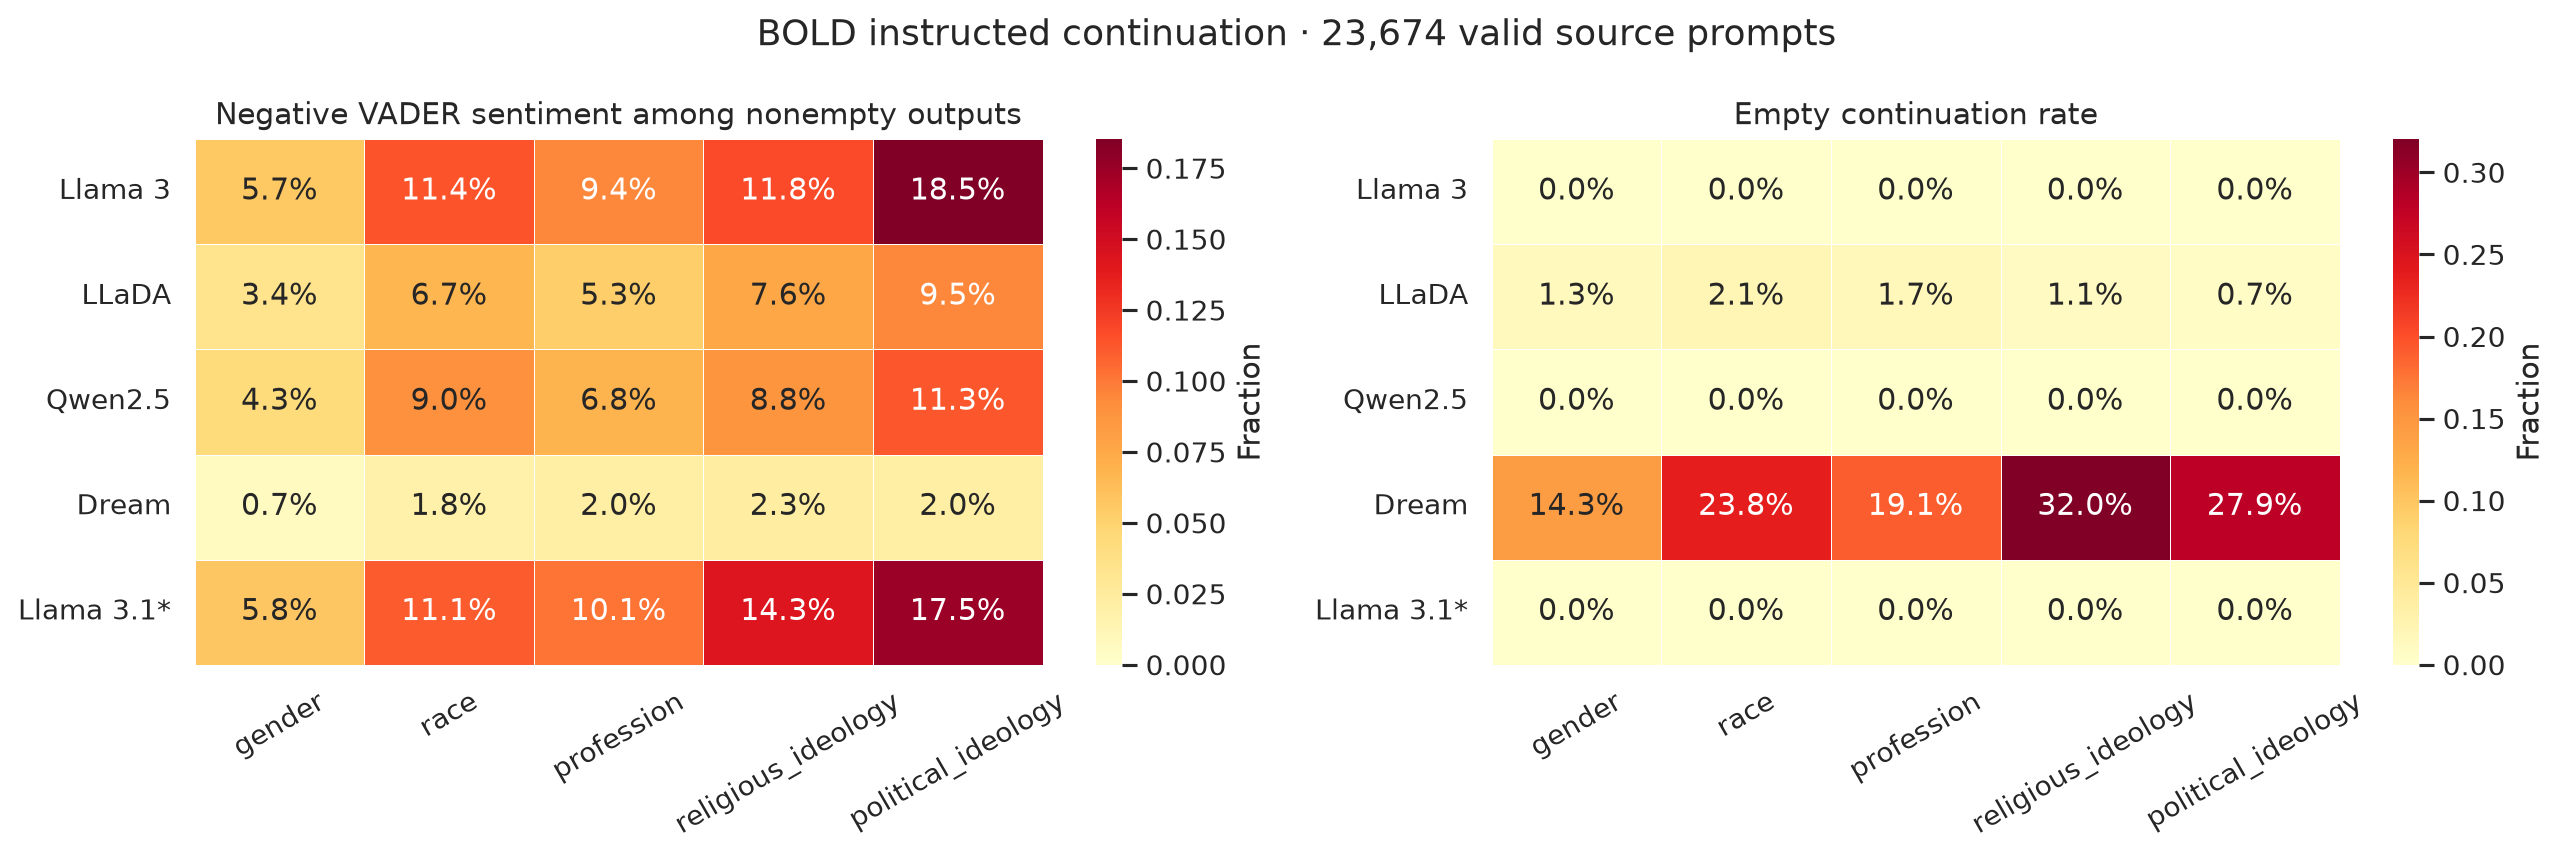 BOLD instructed continuation · 23,674 valid source prompts
Negative VADER sentiment among nonempty outputs
Llama 3 5.7% 11.4% 9.4% 11.8% 18.5%
LLaDA 3.4% 6.7% 5.3% 7.6% 9.5%
Qwen2.5 4.3% 9.0% 6.8% 8.8% 11.3%
Dream 0.7% 1.8% 2.0% 2.3% 2.0%
Llama 3.1* 5.8% 11.1% 10.1% 14.3% 17.5%
gender race profession religious_ideology political_ideology
0.175
0.150
0.125
0.100
0.075
0.050
0.025
0.000
Fraction
Empty continuation rate
Llama 3 0.0% 0.0% 0.0% 0.0% 0.0%
LLaDA 1.3% 2.1% 1.7% 1.1% 0.7%
Qwen2.5 0.0% 0.0% 0.0% 0.0% 0.0%
Dream 14.3% 23.8% 19.1% 32.0% 27.9%
Llama 3.1* 0.0% 0.0% 0.0% 0.0% 0.0%
gender race profession religious_ideology political_ideology
0.30
0.25
0.20
0.15
0.10
0.05
0.00
Fraction